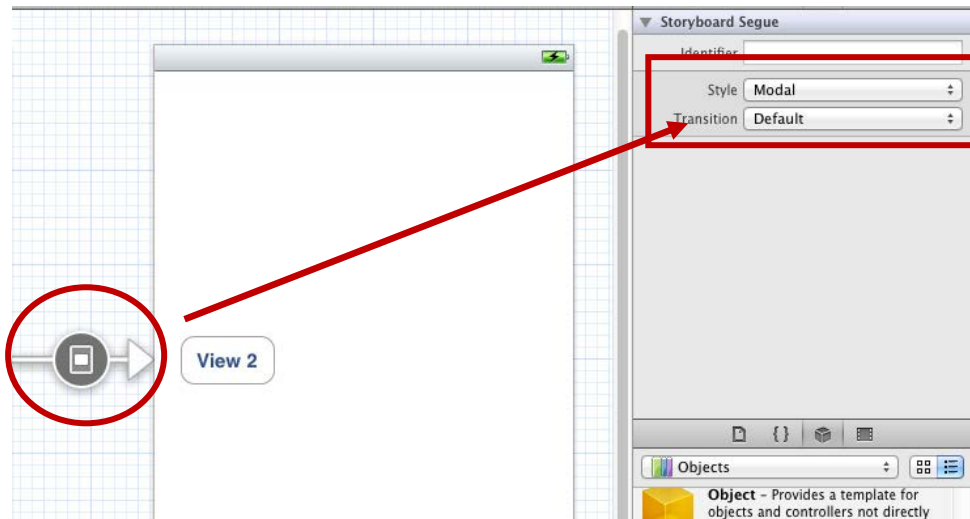 Storyboard Segue
Identifier
Style Modal
Transition Default
View 2
{}
Objects
Object - Provides a template for
objects and controllers not directly